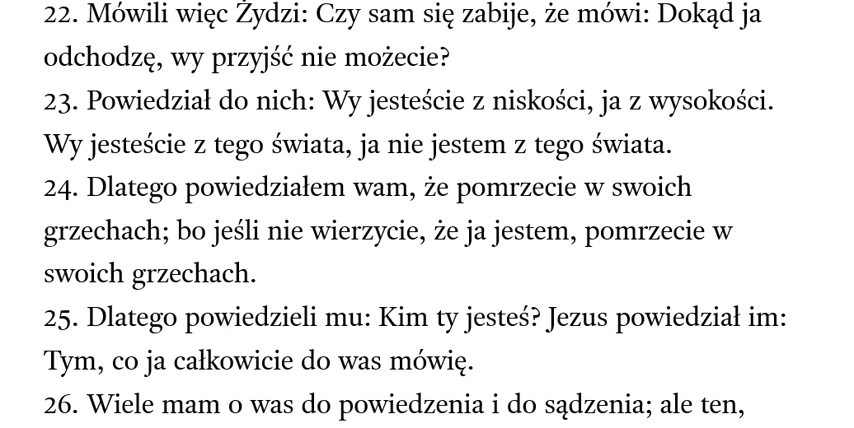 22. Mówili więc Żydzi: Czy sam się zabije, że mówi: Dokąd ja
odchodzę, wy przyjść nie możecie?
23. Powiedział do nich: Wy jesteście z niskości, ja z wysokości.
Wy jesteście z tego świata, ja nie jestem z tego świata.
24. Dlatego powiedziałem wam, że pomrzecie w swoich
grzechach; bo jeśli nie wierzycie, że ja jestem, pomrzecie w
swoich grzechach.
25. Dlatego powiedzieli mu: Kim ty jesteś? Jezus powiedział im:
Tym, co ja całkowicie do was mówię.
26. Wiele mam o was do powiedzenia i do sądzenia; ale ten,